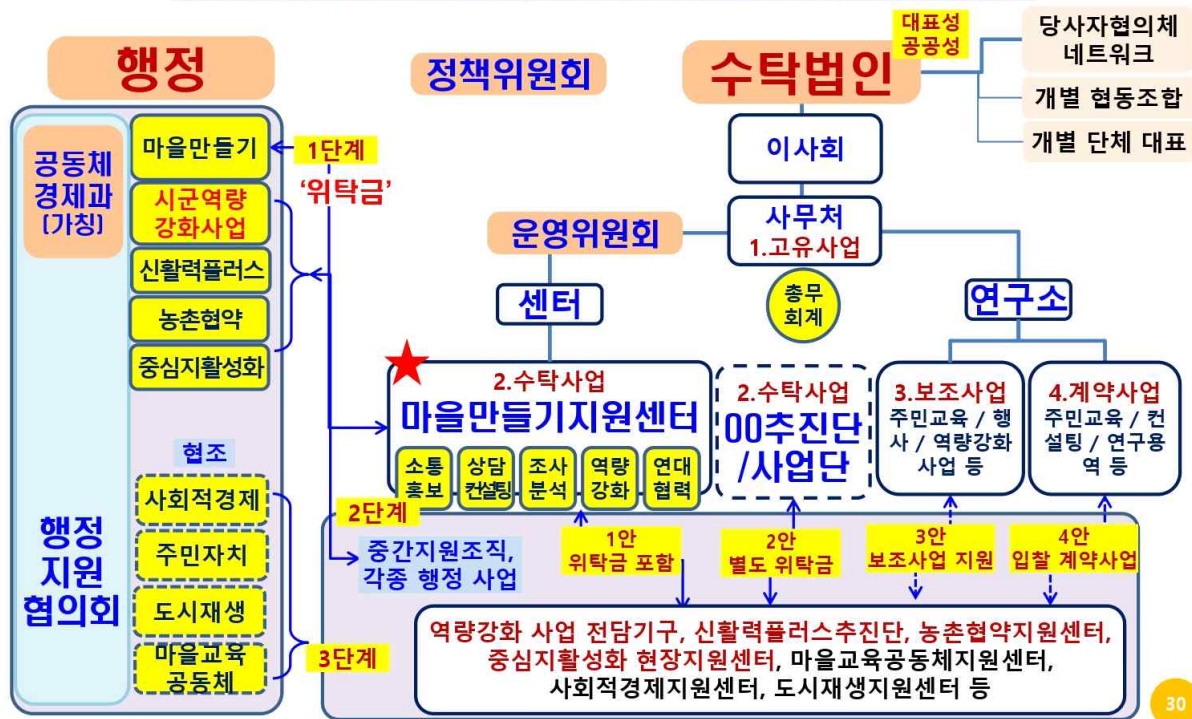 행정
정책위원회
수탁법인
대표성
공공성
당사자협의체
네트워크
개별 협동조합
개별 단체 대표
공동체
경제과
(가칭)
행정
지원
협의회
마을만들기
시군역량
강화사업
신활력플러스
농촌협약
중심지활성화
협조
사회적경제
주민자치
도시재생
마을교육
공동체
1단계
'위탁금'
2단계
3단계
이사회
사무처
1.고유사업
운영위원회
총무
회계
센터
연구소
2.수탁사업
마을만들기지원센터
소통
홍보
상담
컨설팅
조사
분석
역량
강화
연대
협력
2.수탁사업
00추진단
/사업단
3.보조사업
주민교육 / 행
사 / 역량강화
사업 등
4.계약사업
주민교육 / 컨
설팅 / 연구용
역 등
중간지원조직,
각종 행정 사업
1안
위탁금 포함
2안
별도 위탁금
3안
보조사업 지원
4안
입찰 계약사업
역량강화 사업 전담기구, 신활력플러스추진단, 농촌협약지원센터,
중심지활성화 현장지원센터, 마을교육공동체지원센터,
사회적경제지원센터, 도시재생지원센터 등
30